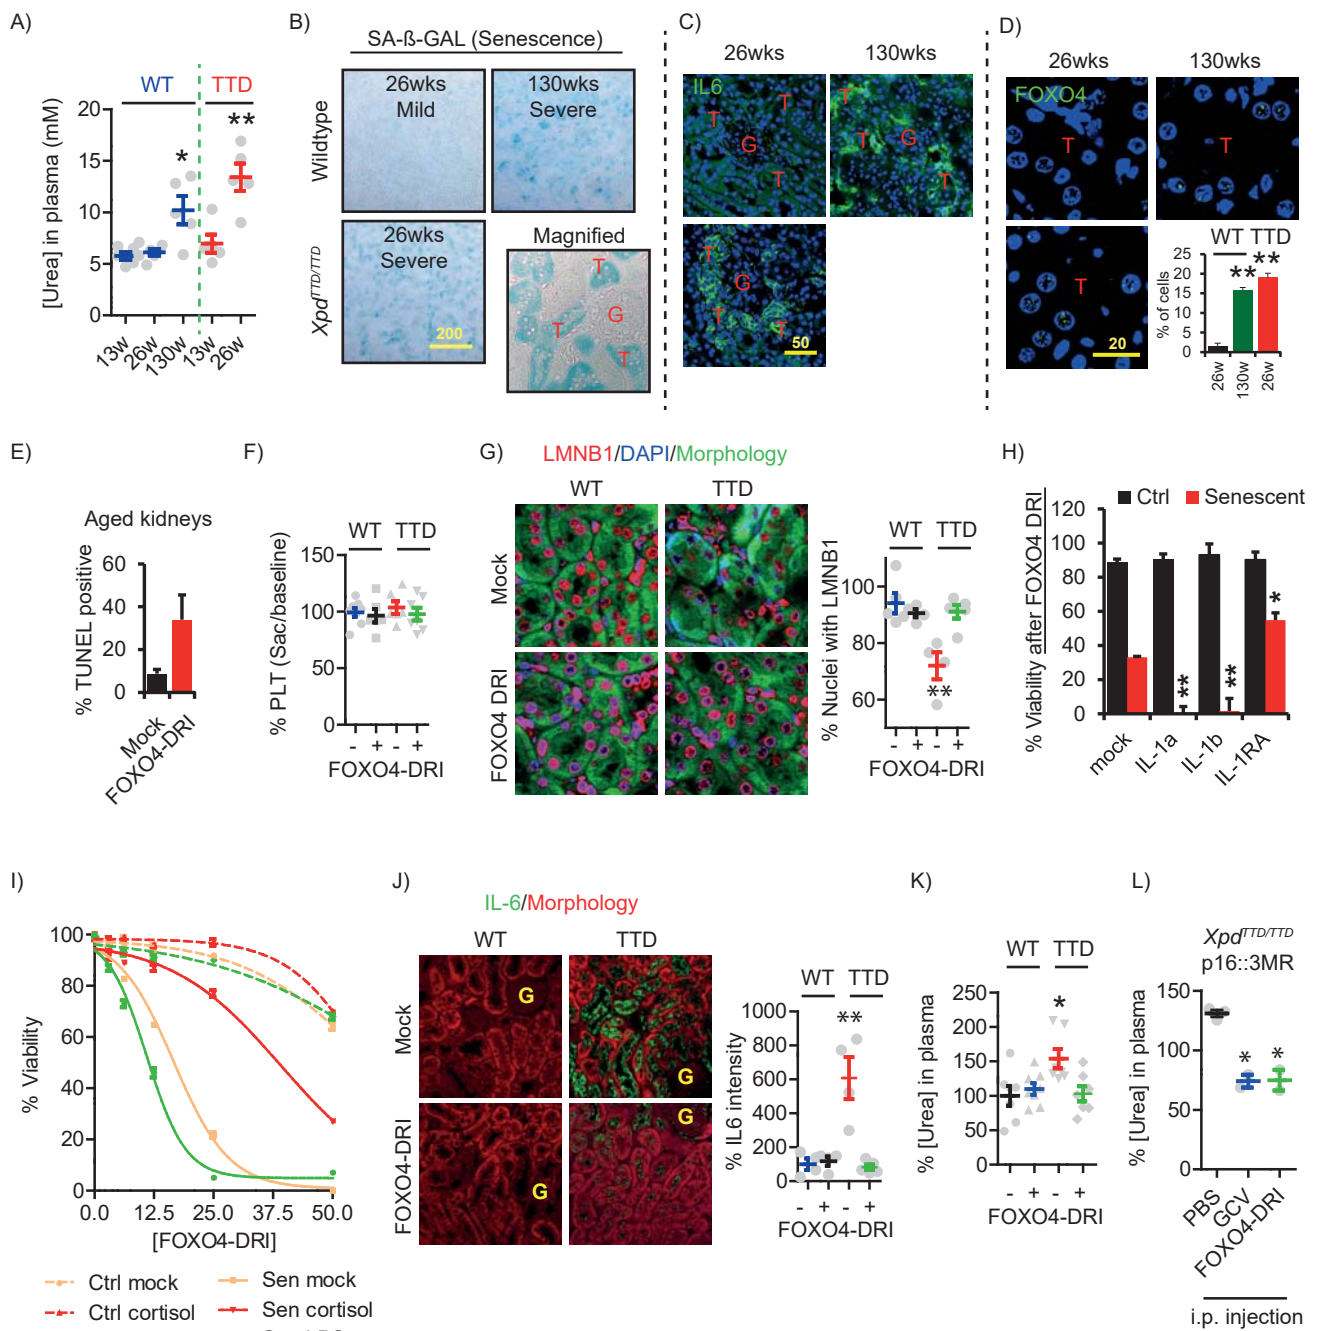 A)
WT
TTD
[Urea] in plasma (mM)
20
15
10
5
0
*
**
13w
26w
130w
13w
26w
B)
SA-ß-GAL (Senescence)
Wildtype
26wks
Mild
130wks
Severe
Xpd^TTD/TTD
26wks
Severe
200
Magnified
T
G
T
T
C)
26wks
130wks
IL6
T
T
G
T
T
T
G
T
T
G
T
T
50
D)
26wks
130wks
FOXO4
T
T
T
20
WT TTD
% of cells
25
20
15
10
5
0
**
**
26w
130w
26w
E)
Aged kidneys
% TUNEL positive
60
40
20
0
Mock
FOXO4-DRI
F)
WT TTD
% PLT (Sac/baseline)
150
100
50
0
- + - +
FOXO4-DRI
G)
LMNB1/DAPI/Morphology
WT TTD
Mock
FOXO4 DRI
WT TTD
% Nuclei with LMNB1
100
80
60
**
- + - +
FOXO4-DRI
H)
Ctrl Senescent
% Viability after FOXO4 DRI
120
100
80
60
40
20
0
**
**
*
mock
IL-1a
IL-1b
IL-1RA
I)
% Viability
100
80
60
40
20
0
0.0 12.5 25.0 37.5 50.0
[FOXO4-DRI]
Ctrl mock
Sen mock
Ctrl cortisol
Sen cortisol
J)
IL-6/Morphology
WT TTD
Mock
FOXO4-DRI
G
G
G
G
WT TTD
% IL6 intensity
1000
800
600
400
200
0
**
- + - +
FOXO4-DRI
K)
WT TTD
% [Urea] in plasma
250
200
150
100
50
0
*
- + - +
FOXO4-DRI
L)
Xpd^TTD/TTD
p16::3MR
% [Urea] in plasma
150
100
50
0
*
*
PBS
GCV
FOXO4-DRI
i.p. injection